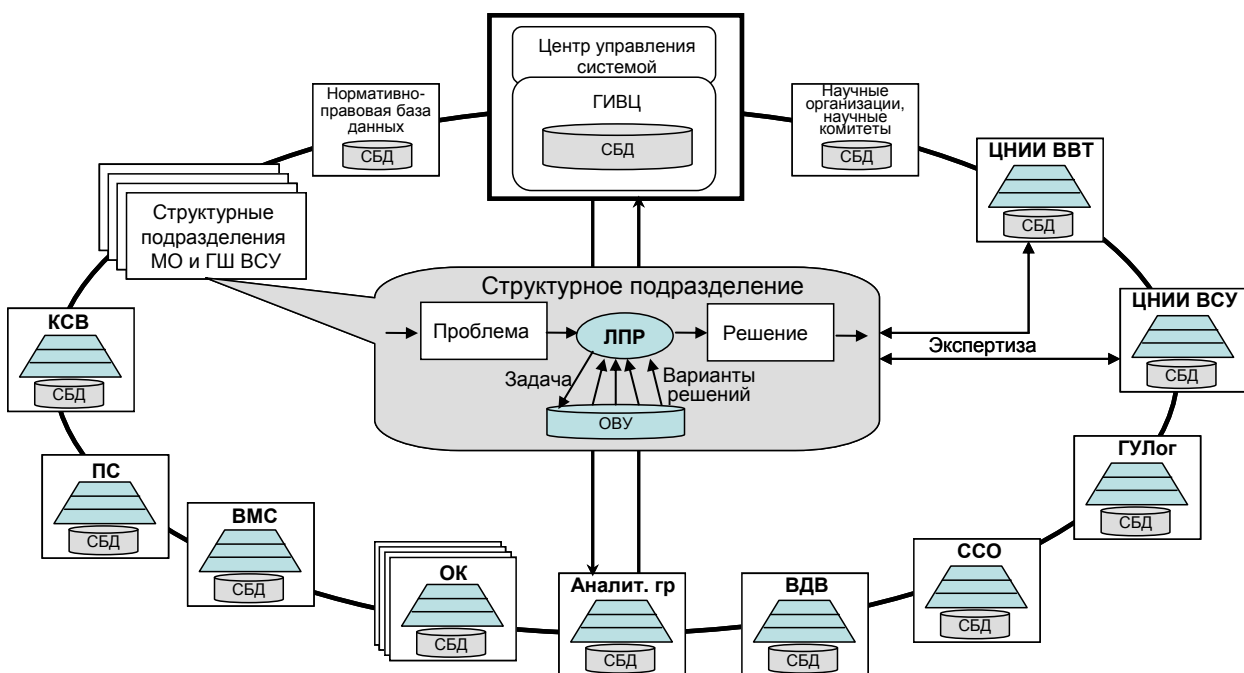 Центр управления
системой
ГИВЦ
СБД
Нормативно-
правовая база
данных
СБД
Научные
организации,
научные
комитеты
СБД
ЦНИИ ВВТ
СБД
Структурные
подразделения
МО и ГШ ВСУ
Структурное подразделение
Проблема
ЛПР
Решение
Задача
Варианты
решений
ОВУ
Экспертиза
ЦНИИ ВСУ
СБД
КСВ
СБД
ПС
СБД
ВМС
СБД
ОК
СБД
Аналит. гр
СБД
ВДВ
СБД
ССО
СБД
ГУЛог
СБД